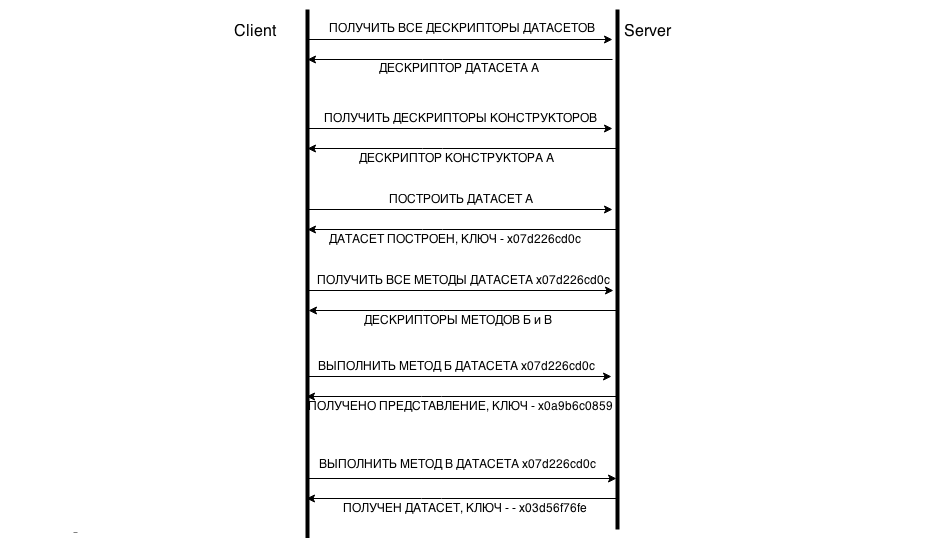 Client
Server
ПОЛУЧИТЬ ВСЕ ДЕСКРИПТОРЫ ДАТАСЕТОВ
ДЕСКРИПТОР ДАТАСЕТА А
ПОЛУЧИТЬ ДЕСКРИПТОРЫ КОНСТРУКТОРОВ
ДЕСКРИПТОР КОНСТРУКТОРА А
ПОСТРОИТЬ ДАТАСЕТ А
ДАТАСЕТ ПОСТРОЕН, КЛЮЧ - x07d226cd0c
ПОЛУЧИТЬ ВСЕ МЕТОДЫ ДАТАСЕТА x07d226cd0c
ДЕСКРИПТОРЫ МЕТОДОВ Б и В
ВЫПОЛНИТЬ МЕТОД Б ДАТАСЕТА x07d226cd0c
ПОЛУЧЕНО ПРЕДСТАВЛЕНИЕ, КЛЮЧ - x0a9b6c0859
ВЫПОЛНИТЬ МЕТОД В ДАТАСЕТА x07d226cd0c
ПОЛУЧЕН ДАТАСЕТ, КЛЮЧ - - x03d56f76fe